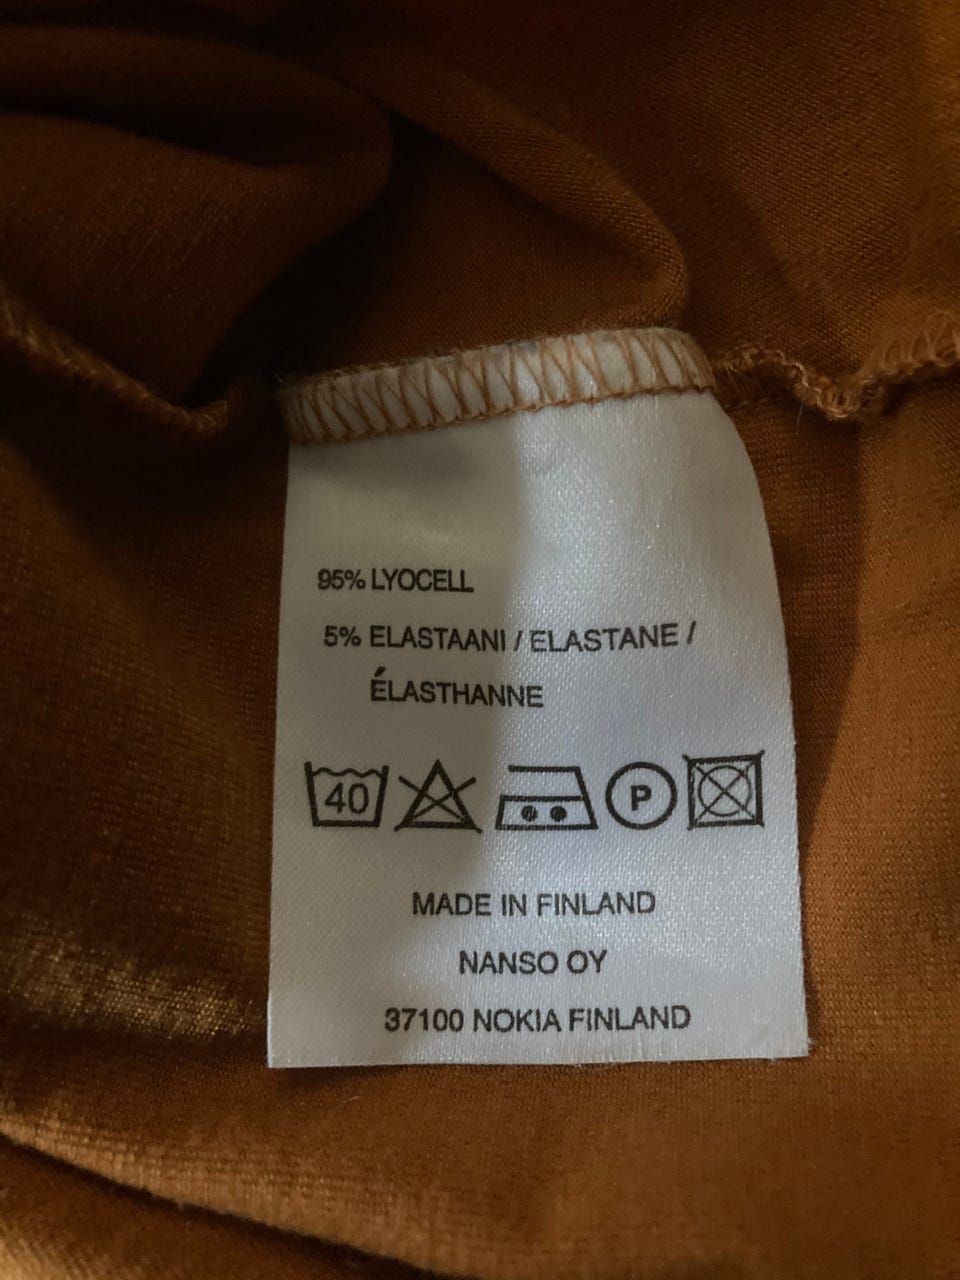 95% LYOCELL
5% ELASTAANI / ELASTANE /
ÉLASTHANNE
40 P
MADE IN FINLAND
NANSO OY
37100 NOKIA FINLAND